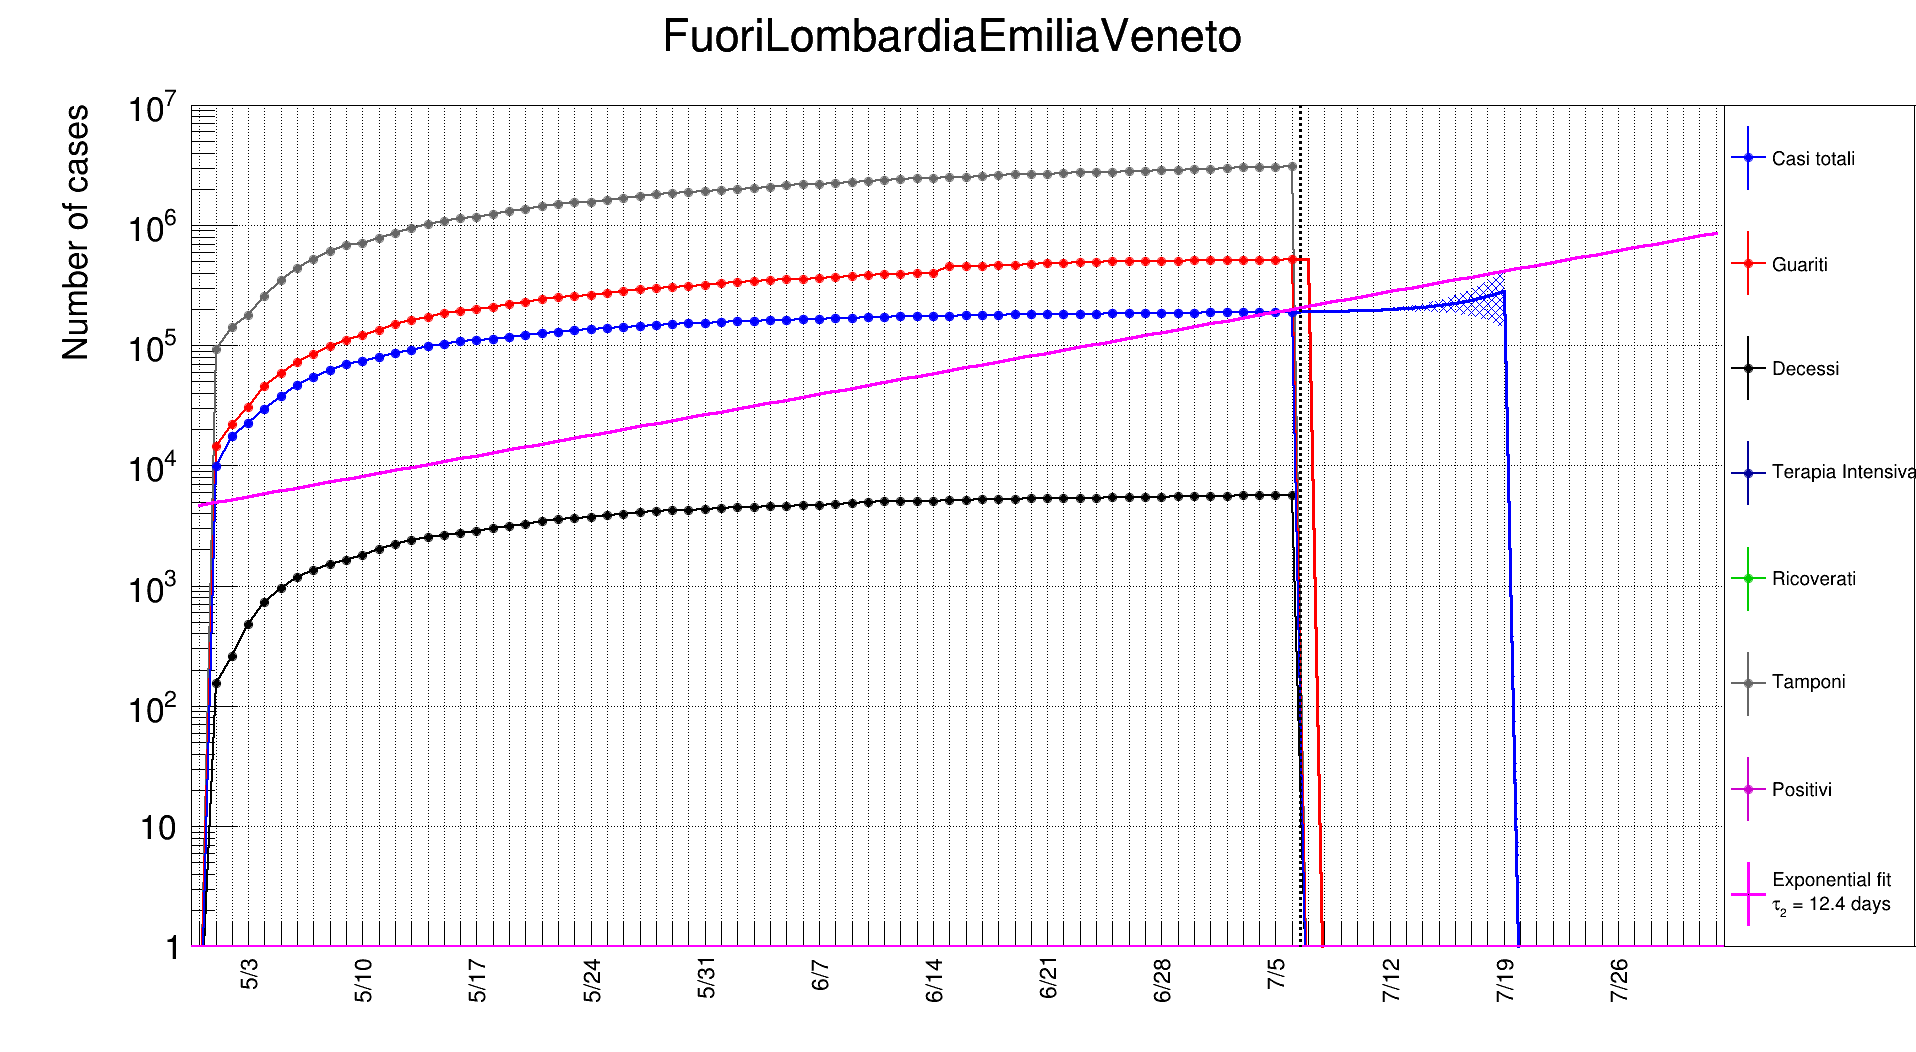 FuoriLombardiaEmiliaVeneto
Number of cases
10^7
10^6
10^5
10^4
10^3
10^2
10
1
5/3
5/10
5/17
5/24
5/31
6/7
6/14
6/21
6/28
7/5
7/12
7/19
7/26
Casi totali
Guariti
Decessi
Terapia Intensiva
Ricoverati
Tamponi
Positivi
Exponential fit
τ_2 = 12.4 days